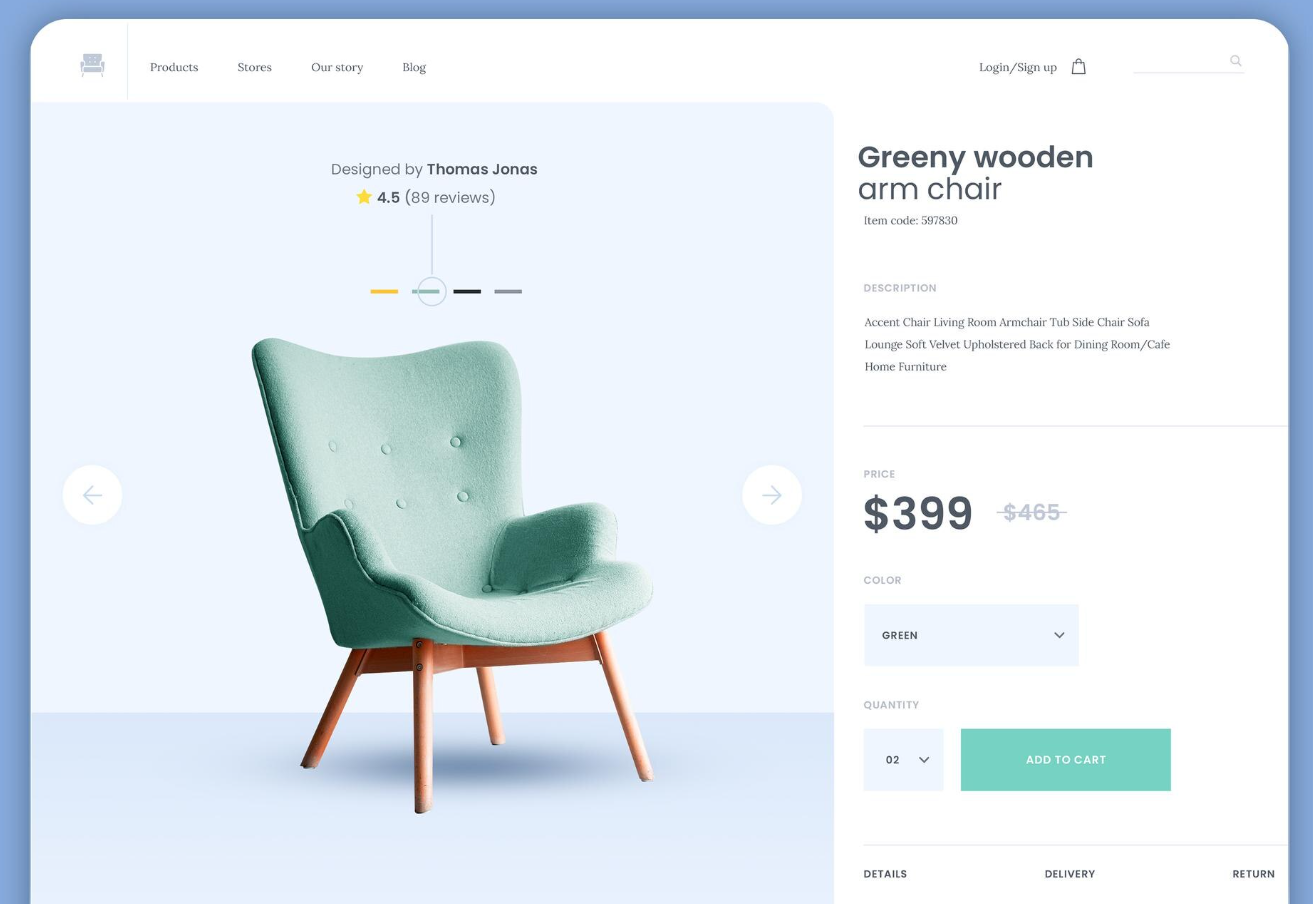 Products Stores Our story Blog Login/Sign up
Designed by Thomas Jonas
4.5 (89 reviews)
Greeny wooden
arm chair
Item code: 597830
DESCRIPTION
Accent Chair Living Room Armchair Tub Side Chair Sofa
Lounge Soft Velvet Upholstered Back for Dining Room/Cafe
Home Furniture
PRICE
$399 $465
COLOR
GREEN
QUANTITY
02 ADD TO CART
DETAILS DELIVERY RETURN